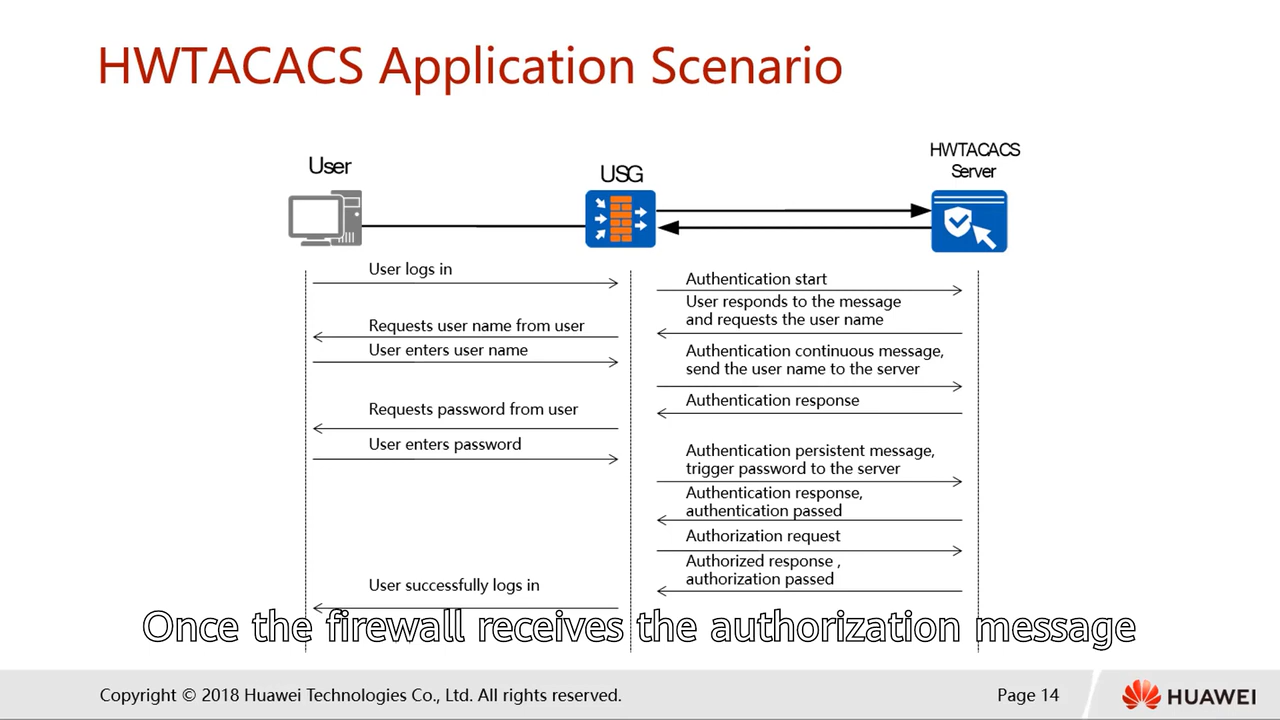 HWTACACS Application Scenario
User
USG
HWTACACS
Server
User logs in
Authentication start
User responds to the message
and requests the user name
Requests user name from user
User enters user name
Authentication continuous message,
send the user name to the server
Authentication response
Requests password from user
User enters password
Authentication persistent message,
trigger password to the server
Authentication response,
authentication passed
Authorization request
Authorized response ,
authorization passed
User successfully logs in
Once the firewall receives the authorization message
Copyright © 2018 Huawei Technologies Co., Ltd. All rights reserved.
Page 14
HUAWEI